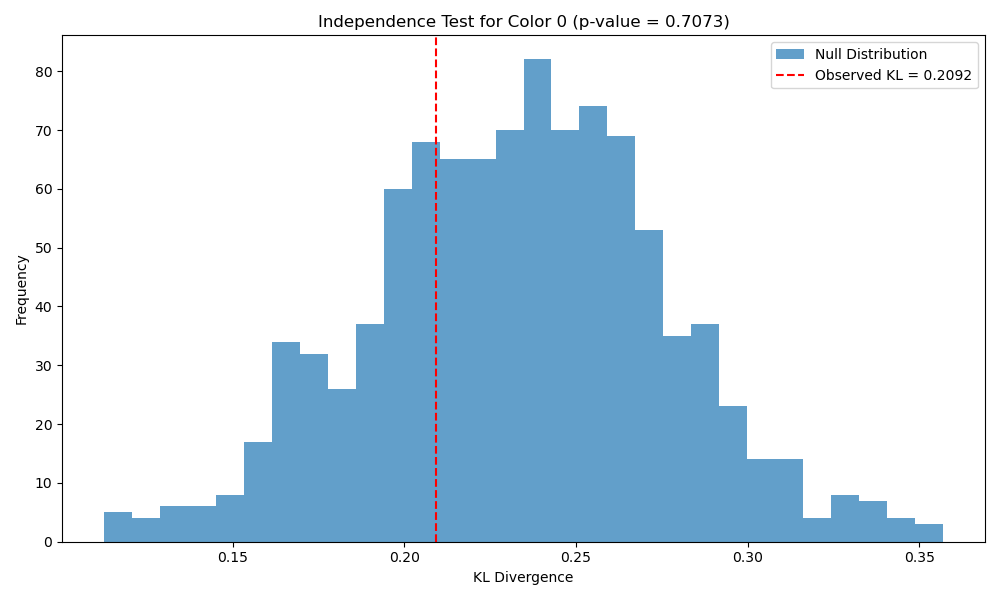 Independence Test for Color 0 (p-value = 0.7073)
Null Distribution
Observed KL = 0.2092
Frequency
80
70
60
50
40
30
20
10
0
0.15 0.20 0.25 0.30 0.35
KL Divergence